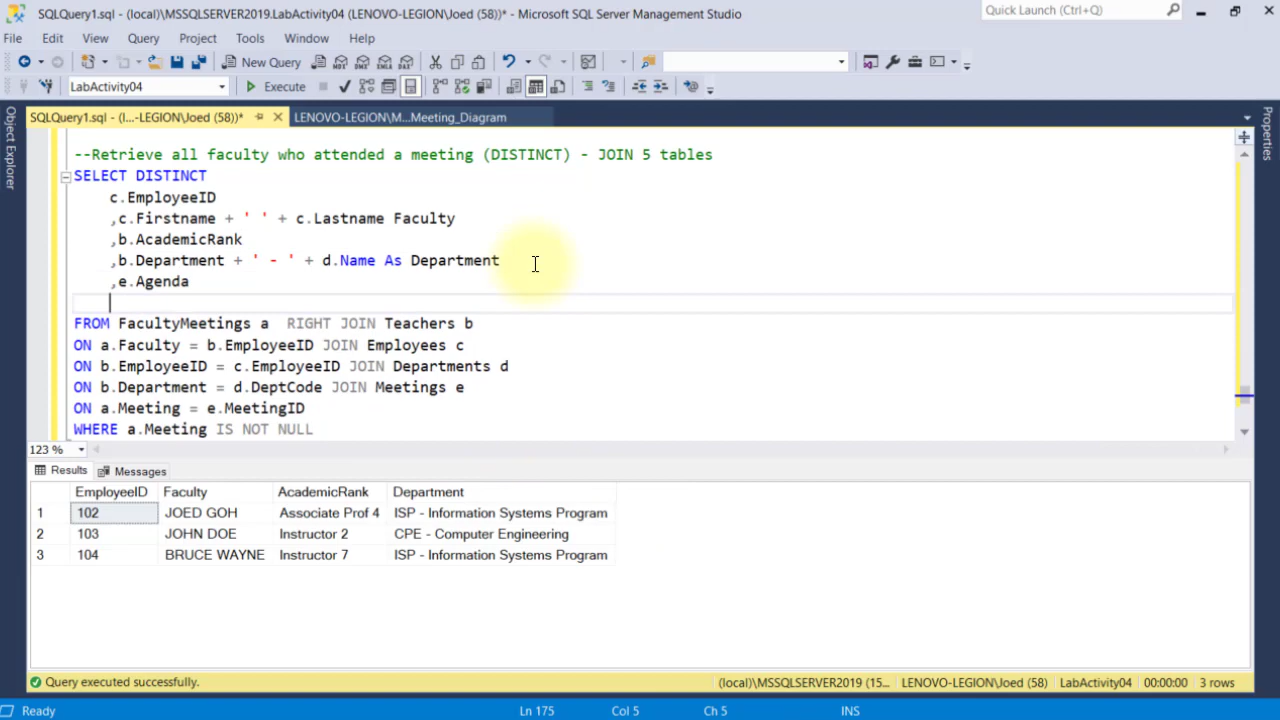 SQLQuery1.sql - (local)\MSSQLSERVER2019.LabActivity04 (LENOVO-LEGION\Joed (58))* - Microsoft SQL Server Management Studio
Quick Launch (Ctrl+Q)
File Edit View Query Project Tools Window Help
New Query
LabActivity04 Execute
SQLQuery1.sql - (l...-LEGION\Joed (58))* LENOVO-LEGION\M...Meeting_Diagram
Object Explorer
Properties
--Retrieve all faculty who attended a meeting (DISTINCT) - JOIN 5 tables
SELECT DISTINCT
c.EmployeeID
,c.Firstname + ' ' + c.Lastname Faculty
,b.AcademicRank
,b.Department + ' - ' + d.Name As Department
,e.Agenda
FROM FacultyMeetings a  RIGHT JOIN Teachers b
ON a.Faculty = b.EmployeeID JOIN Employees c
ON b.EmployeeID = c.EmployeeID JOIN Departments d
ON b.Department = d.DeptCode JOIN Meetings e
ON a.Meeting = e.MeetingID
WHERE a.Meeting IS NOT NULL
123 %
Results Messages
EmployeeID Faculty AcademicRank Department
1 102 JOED GOH Associate Prof 4 ISP - Information Systems Program
2 103 JOHN DOE Instructor 2 CPE - Computer Engineering
3 104 BRUCE WAYNE Instructor 7 ISP - Information Systems Program
Query executed successfully. (local)\MSSQLSERVER2019 (15... LENOVO-LEGION\Joed (58) LabActivity04 00:00:00 3 rows
Ready Ln 175 Col 5 Ch 5 INS